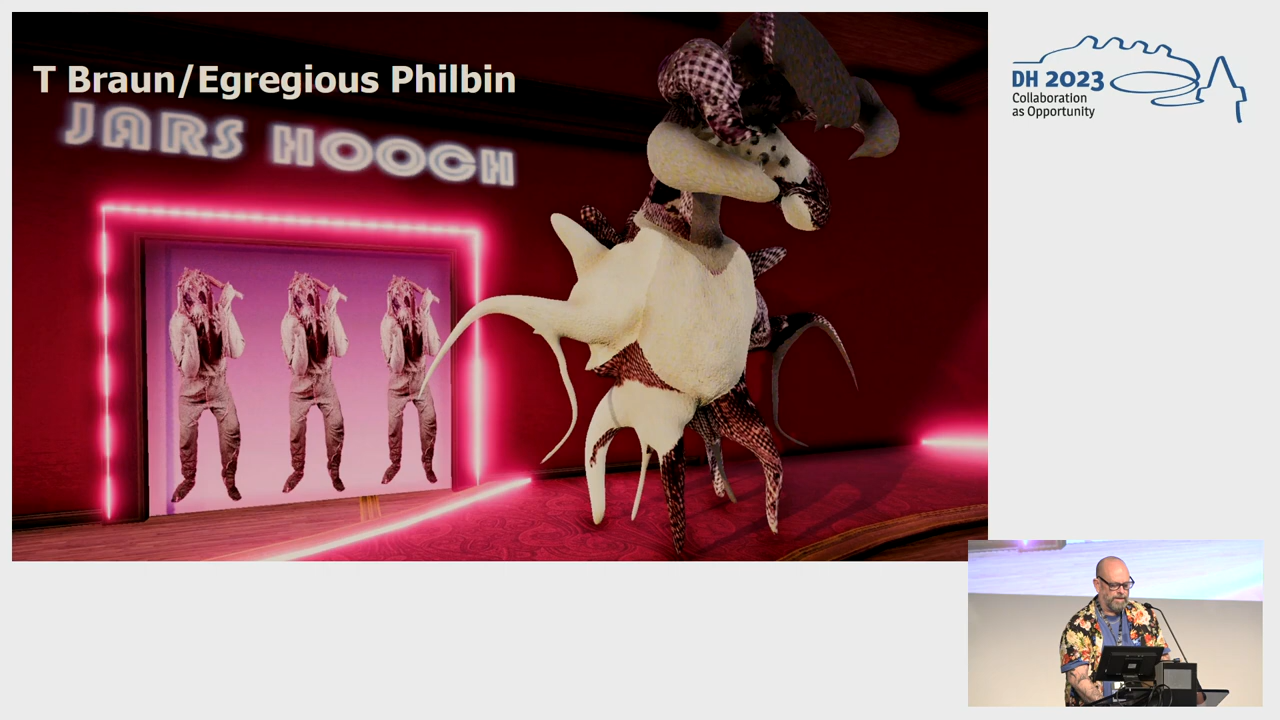 T Braun/Egregious Philbin
JARS HOOCH
DH 2023
Collaboration
as Opportunity